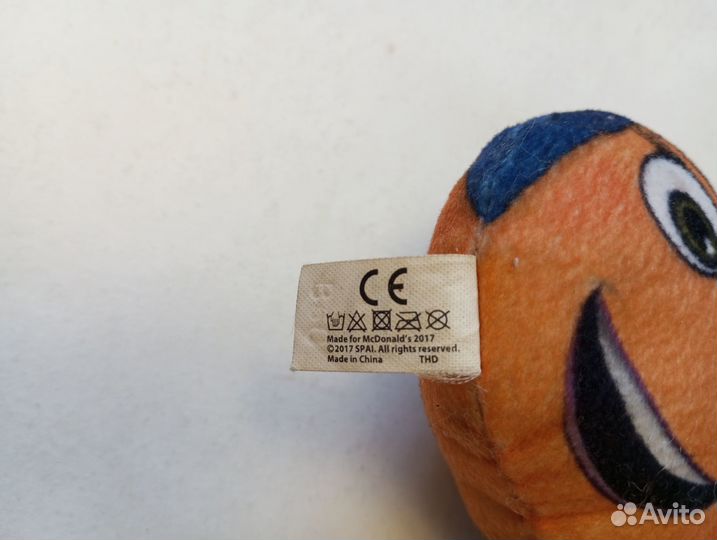 CE
Made for McDonald's 2017
©2017 SPAI. All rights reserved.
Made in China THD
Avito